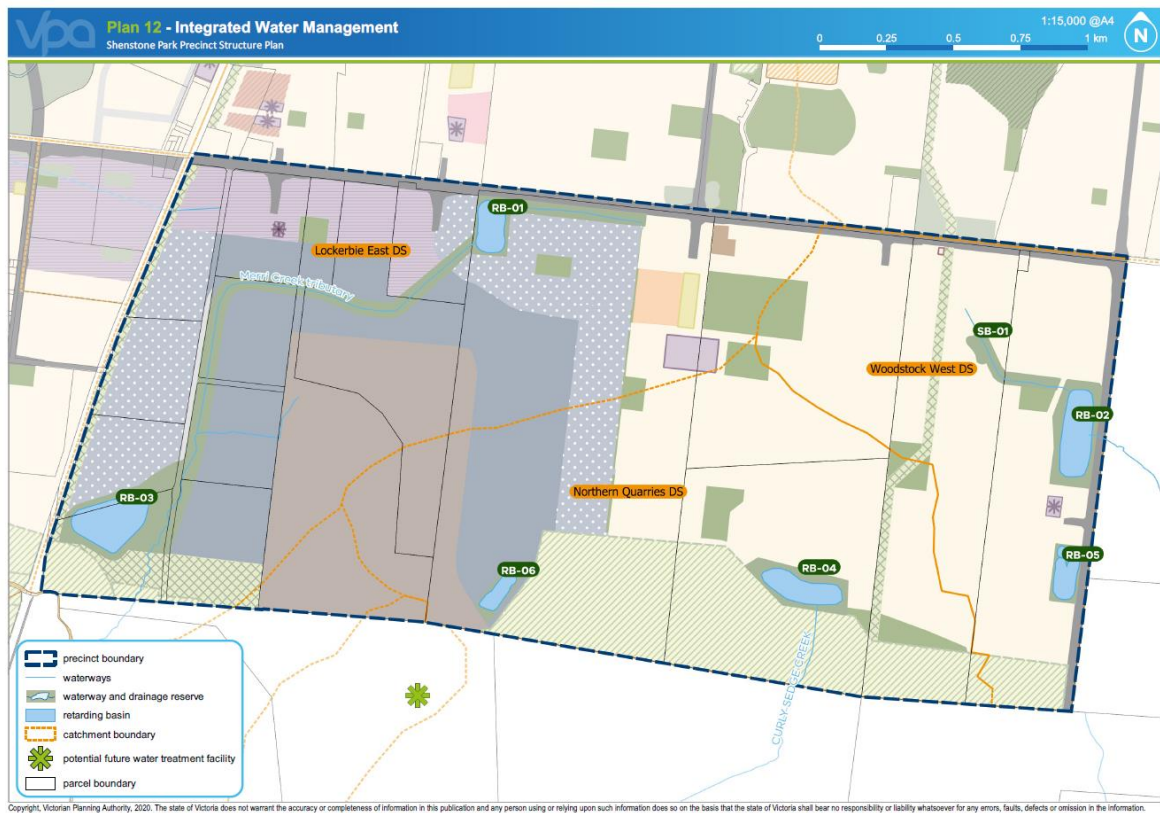 vpa
Plan 12 - Integrated Water Management
Shenstone Park Precinct Structure Plan
1:15,000 @A4
0 0.25 0.5 0.75 1 km
N
RB-01
Lockerbie East DS
Merri Creek tributary
SB-01
Woodstock West DS
RB-02
Northern Quarries DS
RB-03
RB-06
RB-04
RB-05
CURLY-SEDGE CREEK
precinct boundary
waterways
waterway and drainage reserve
retarding basin
catchment boundary
potential future water treatment facility
parcel boundary
Copyright, Victorian Planning Authority, 2020. The state of Victoria does not warrant the accuracy or completeness of information in this publication and any person using or relying upon such information does so on the basis that the state of Victoria shall bear no responsibility or liability whatsoever for any errors, faults, defects or omission in the information.